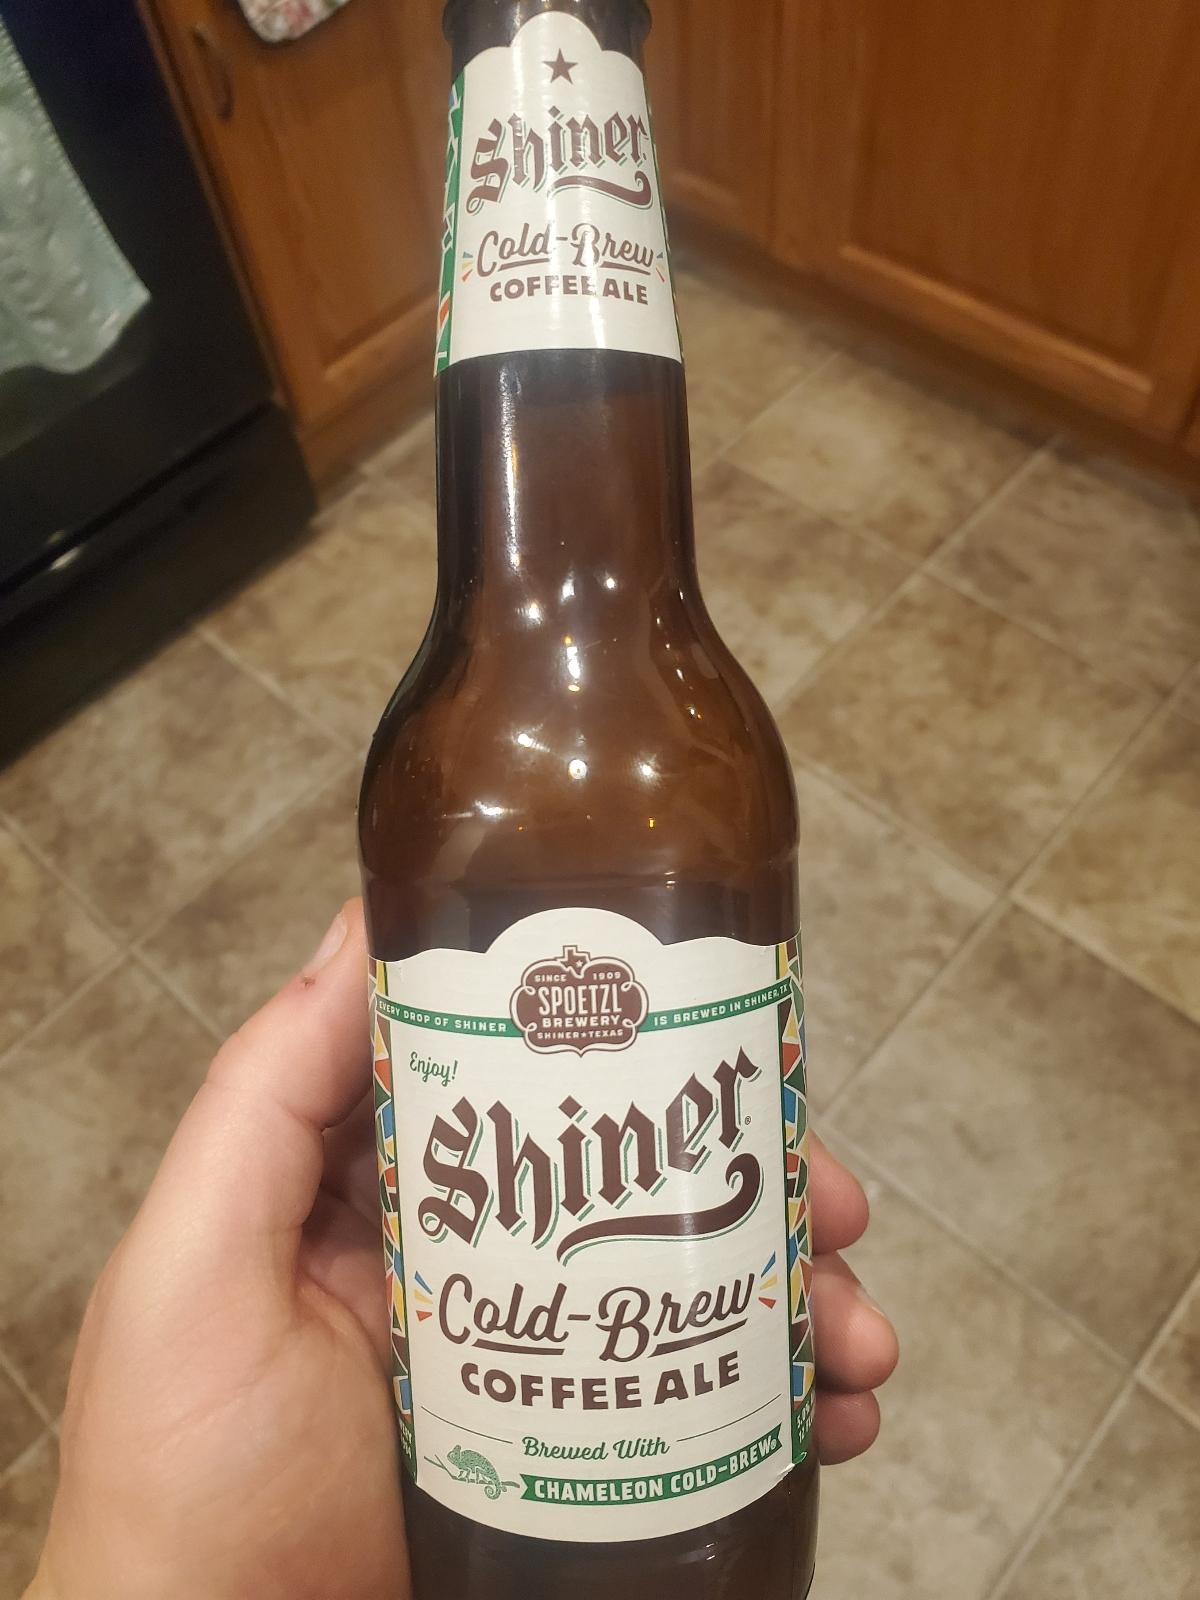 Shiner
Cold-Brew
COFFEE ALE
SINCE 1909
SPOETZL
BREWERY
SHINER★TEXAS
EVERY DROP OF SHINER
IS BREWED IN SHINER, TX
Enjoy!
Shiner®
Cold-Brew
COFFEE ALE
Brewed With
CHAMELEON COLD-BREW®